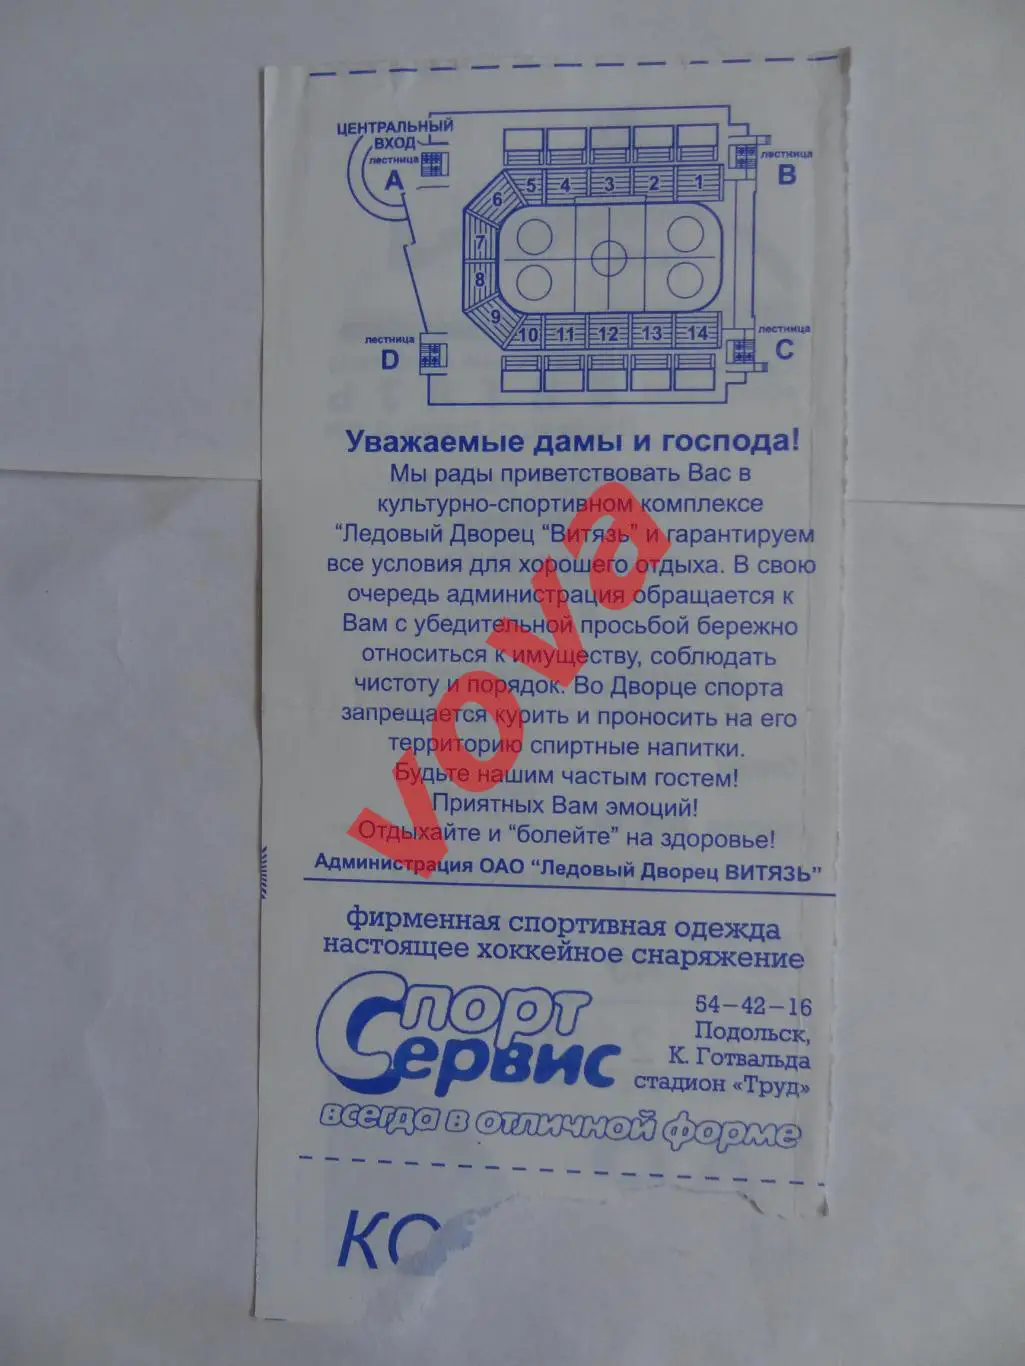 ЦЕНТРАЛЬНЫЙ
ВХОД
лестница
A
лестница
B
5 4 3 2 1
6
7
8
9
10 11 12 13 14
лестница
D
лестница
C
Уважаемые дамы и господа!
Мы рады приветствовать Вас в
культурно-спортивном комплексе
“Ледовый Дворец “Витязь” и гарантируем
все условия для хорошего отдыха. В свою
очередь администрация обращается к
Вам с убедительной просьбой бережно
относиться к имуществу, соблюдать
чистоту и порядок. Во Дворце спорта
запрещается курить и проносить на его
территорию спиртные напитки.
Будьте нашим частым гостем!
Приятных Вам эмоций!
Отдыхайте и “болейте” на здоровье!
Администрация ОАО “Ледовый Дворец ВИТЯЗЬ”
фирменная спортивная одежда
настоящее хоккейное снаряжение
Спорт
Сервис
54-42-16
Подольск,
К. Готвальда
стадион «Труд»
всегда в отличной форме
КО
vova